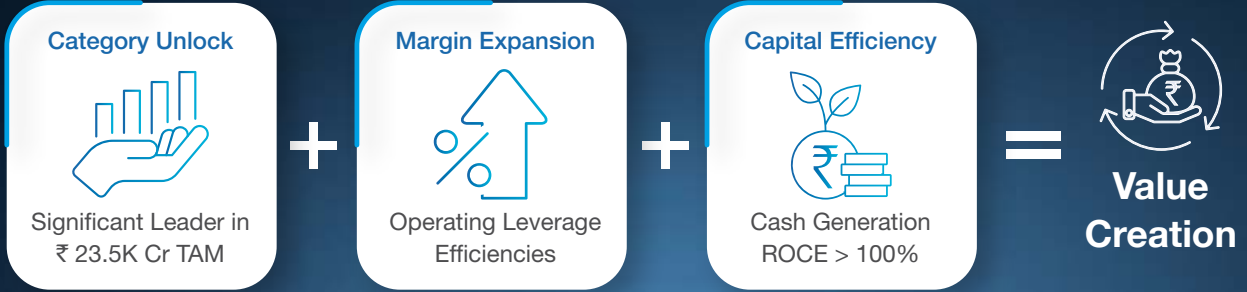 Category Unlock
Significant Leader in
₹ 23.5K Cr TAM
+
Margin Expansion
%
Operating Leverage
Efficiencies
+
Capital Efficiency
₹
Cash Generation
ROCE > 100%
=
₹
Value
Creation